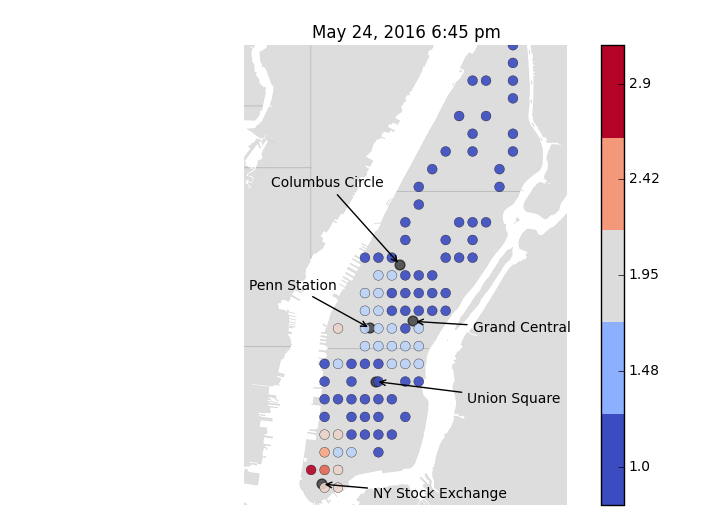 May 24, 2016 6:45 pm
2.9
Columbus Circle
2.42
Penn Station
1.95
Grand Central
1.48
Union Square
1.0
NY Stock Exchange